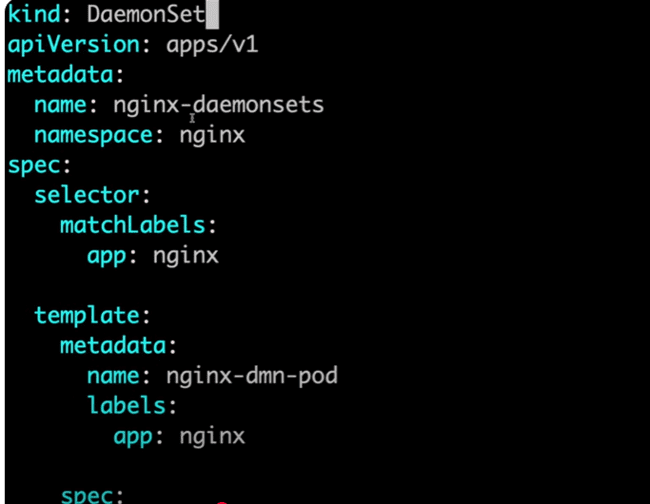 kind: DaemonSet
apiVersion: apps/v1
metadata:
  name: nginx-daemonsets
  namespace: nginx
spec:
  selector:
    matchLabels:
      app: nginx

  template:
    metadata:
      name: nginx-dmn-pod
      labels:
        app: nginx

    spec: